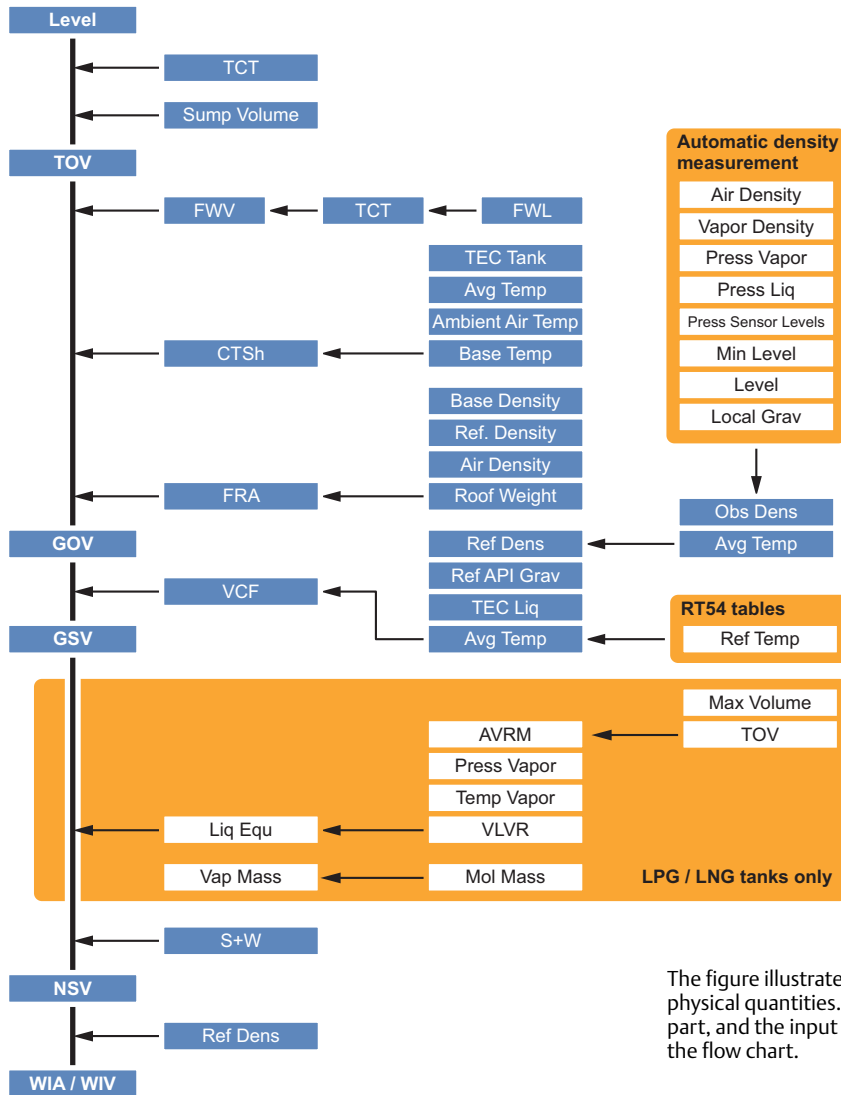 Level
TCT
Sump Volume
TOV
FWV
TCT
FWL
TEC Tank
Avg Temp
Ambient Air Temp
CTSh
Base Temp
Base Density
Ref. Density
Air Density
FRA
Roof Weight
Automatic density
measurement
Air Density
Vapor Density
Press Vapor
Press Liq
Press Sensor Levels
Min Level
Level
Local Grav
Obs Dens
Avg Temp
GOV
Ref Dens
VCF
Ref API Grav
TEC Liq
Avg Temp
RT54 tables
Ref Temp
GSV
Max Volume
AVRM
TOV
Press Vapor
Temp Vapor
Liq Equ
VLVR
Vap Mass
Mol Mass
LPG / LNG tanks only
S+W
NSV
Ref Dens
WIA / WIV
The figure illustrate
physical quantities.
part, and the input
the flow chart.